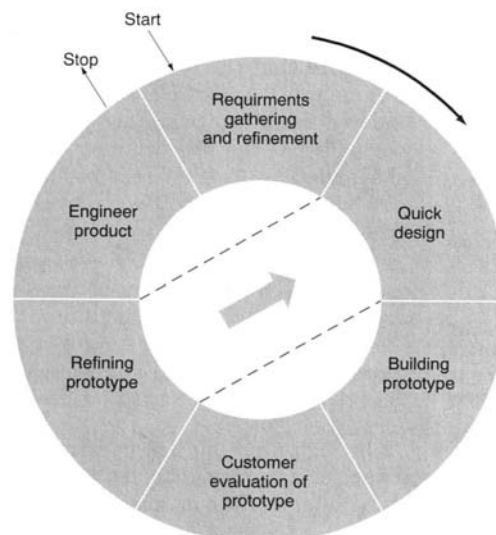 Start
Stop
Requirments
gathering
and refinement
Quick
design
Building
prototype
Customer
evaluation of
prototype
Refining
prototype
Engineer
product